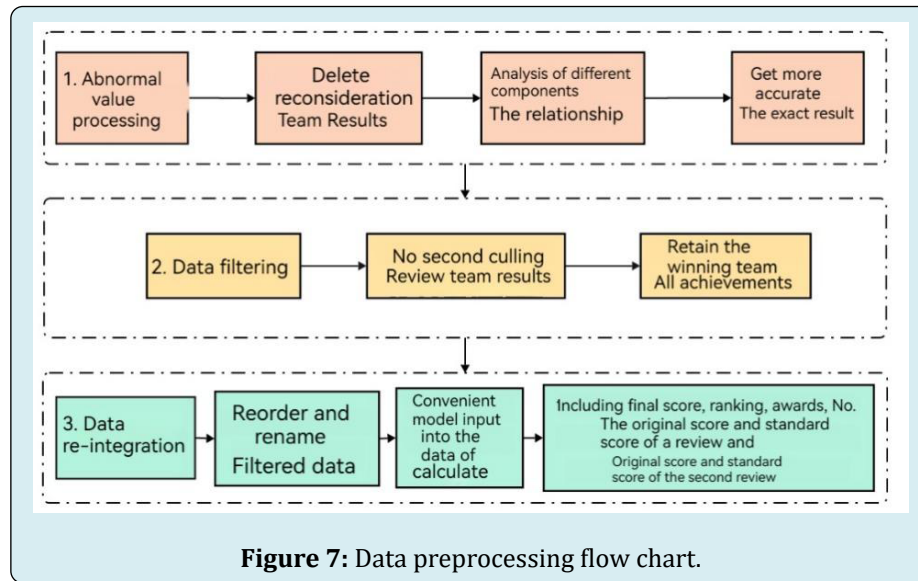 1. Abnormal
value
processing
Delete
reconsideration
Team Results
Analysis of different
components
The relationship
Get more
accurate
The exact result
2. Data filtering
No second culling
Review team results
Retain the
winning team
All achievements
3. Data
re-integration
Reorder and
rename
Filtered data
Convenient
model input
into the
data of
calculate
Including final score, ranking, awards, No.
The original score and standard
score of a review and
Original score and standard
score of the second review
Figure 7: Data preprocessing flow chart.